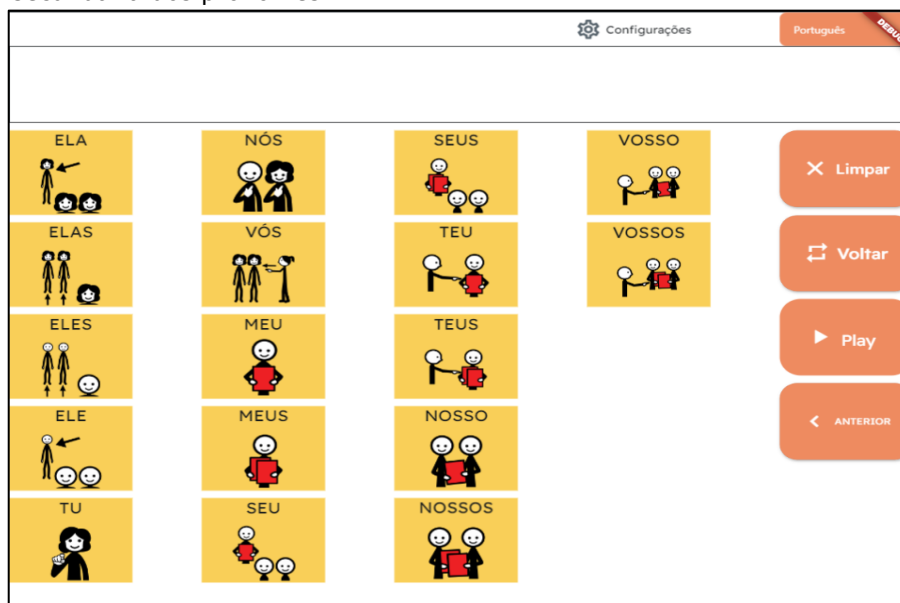 Configurações
Português
DEBUG
ELA
NÓS
SEUS
VOSSO
Limpar
ELAS
VÓS
TEU
VOSSOS
Voltar
ELES
MEU
TEUS
Play
ELE
MEUS
NOSSO
ANTERIOR
TU
SEU
NOSSOS